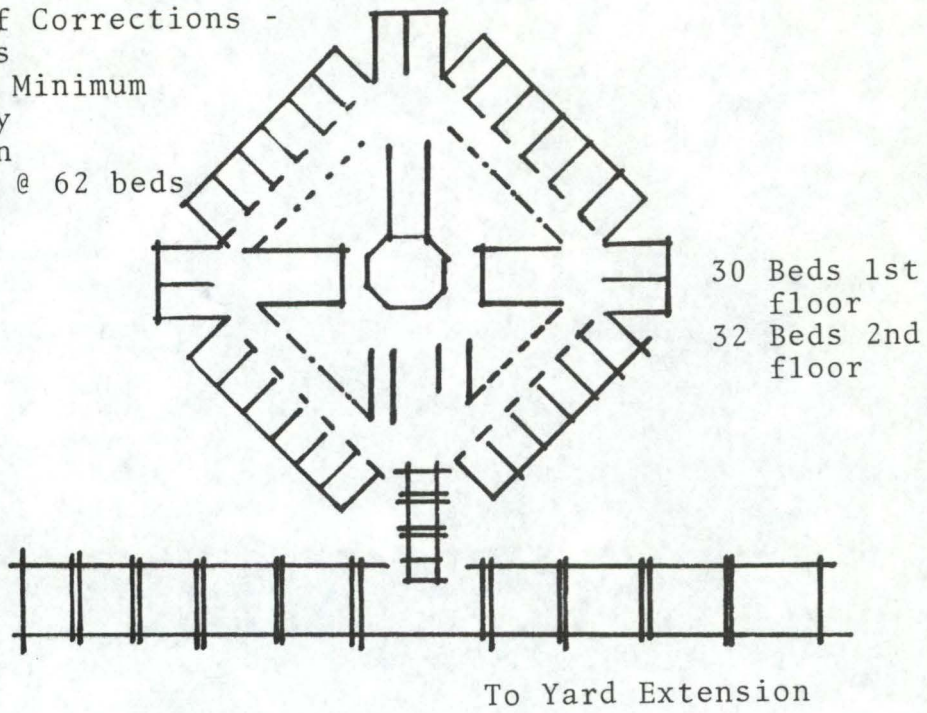 f Corrections -
s
Minimum
y
n
@ 62 beds
30 Beds 1st
floor
32 Beds 2nd
floor
To Yard Extension